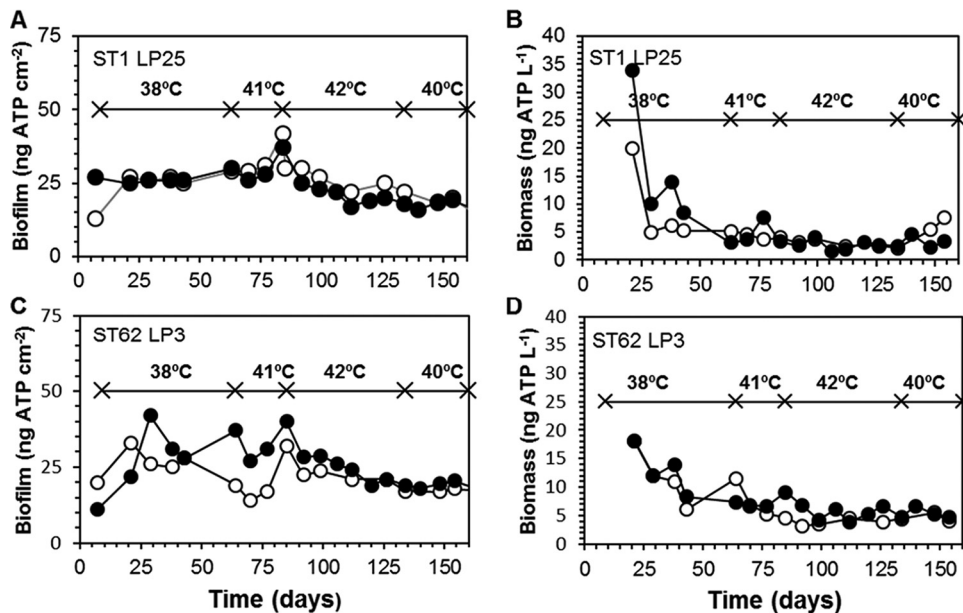 A
ST1 LP25
38ºC 41ºC 42ºC 40ºC
Biofilm (ng ATP cm⁻²)
75
50
25
0
0 25 50 75 100 125 150
B
ST1 LP25
38ºC 41ºC 42ºC 40ºC
Biomass (ng ATP L⁻¹)
40
35
30
25
20
15
10
5
0
0 25 50 75 100 125 150
C
ST62 LP3
38ºC 41ºC 42ºC 40ºC
Biofilm (ng ATP cm⁻²)
75
50
25
0
0 25 50 75 100 125 150
Time (days)
D
ST62 LP3
38ºC 41ºC 42ºC 40ºC
Biomass (ng ATP L⁻¹)
40
35
30
25
20
15
10
5
0
0 25 50 75 100 125 150
Time (days)